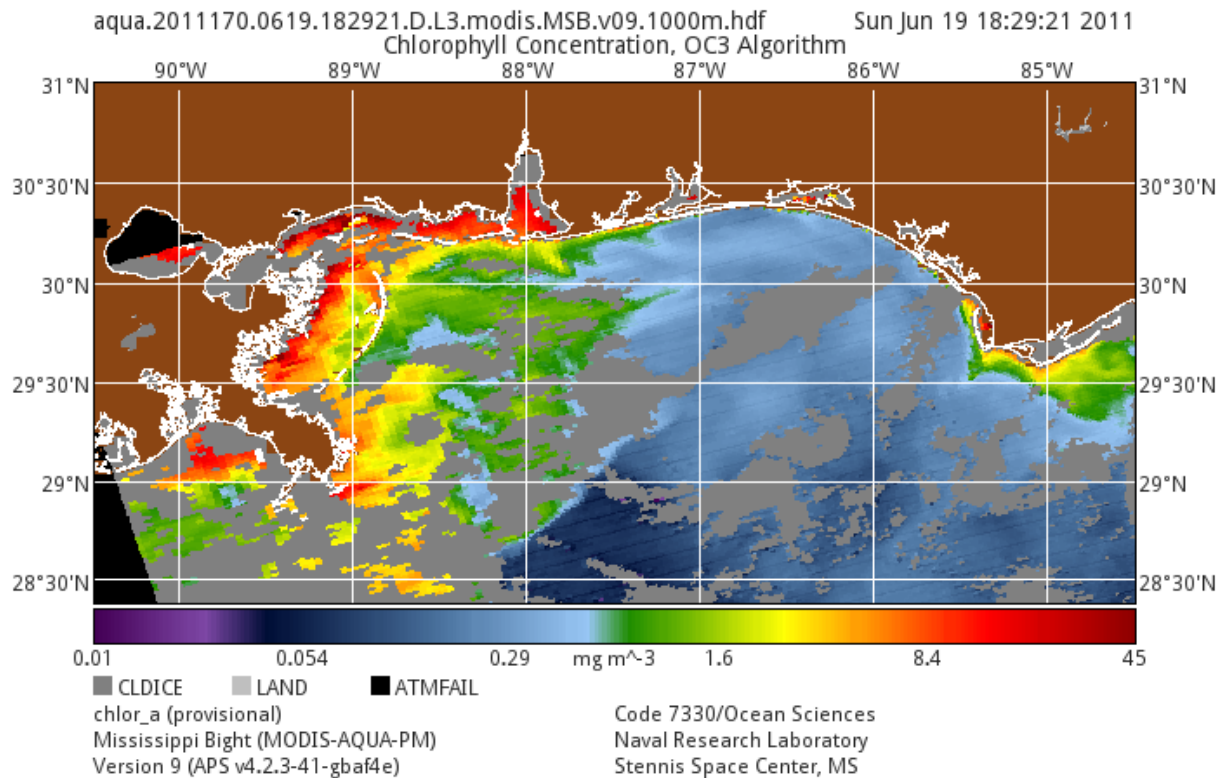 aqua.2011170.0619.182921.D.L3.modis.MSB.v09.1000m.hdf Sun Jun 19 18:29:21 2011
Chlorophyll Concentration, OC3 Algorithm
90°W 89°W 88°W 87°W 86°W 85°W
31°N 31°N
30°30'N 30°30'N
30°N 30°N
29°30'N 29°30'N
29°N 29°N
28°30'N 28°30'N
0.01 0.054 0.29 mg m^-3 1.6 8.4 45
CLDICE LAND ATMFAIL
chlor_a (provisional) Code 7330/Ocean Sciences
Mississippi Bight (MODIS-AQUA-PM) Naval Research Laboratory
Version 9 (APS v4.2.3-41-gbaf4e) Stennis Space Center, MS